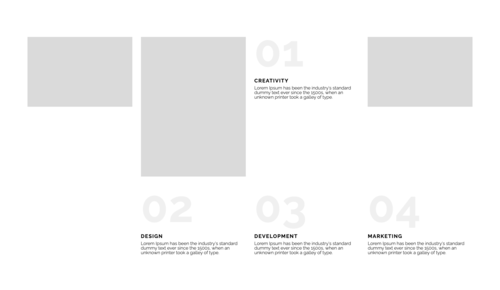 01
CREATIVITY
Lorem Ipsum has been the industry's standard
dummy text ever since the 1500s, when an
unknown printer took a galley of type.
02
DESIGN
Lorem Ipsum has been the industry's standard
dummy text ever since the 1500s, when an
unknown printer took a galley of type.
03
DEVELOPMENT
Lorem Ipsum has been the industry's standard
dummy text ever since the 1500s, when an
unknown printer took a galley of type.
04
MARKETING
Lorem Ipsum has been the industry's standard
dummy text ever since the 1500s, when an
unknown printer took a galley of type.